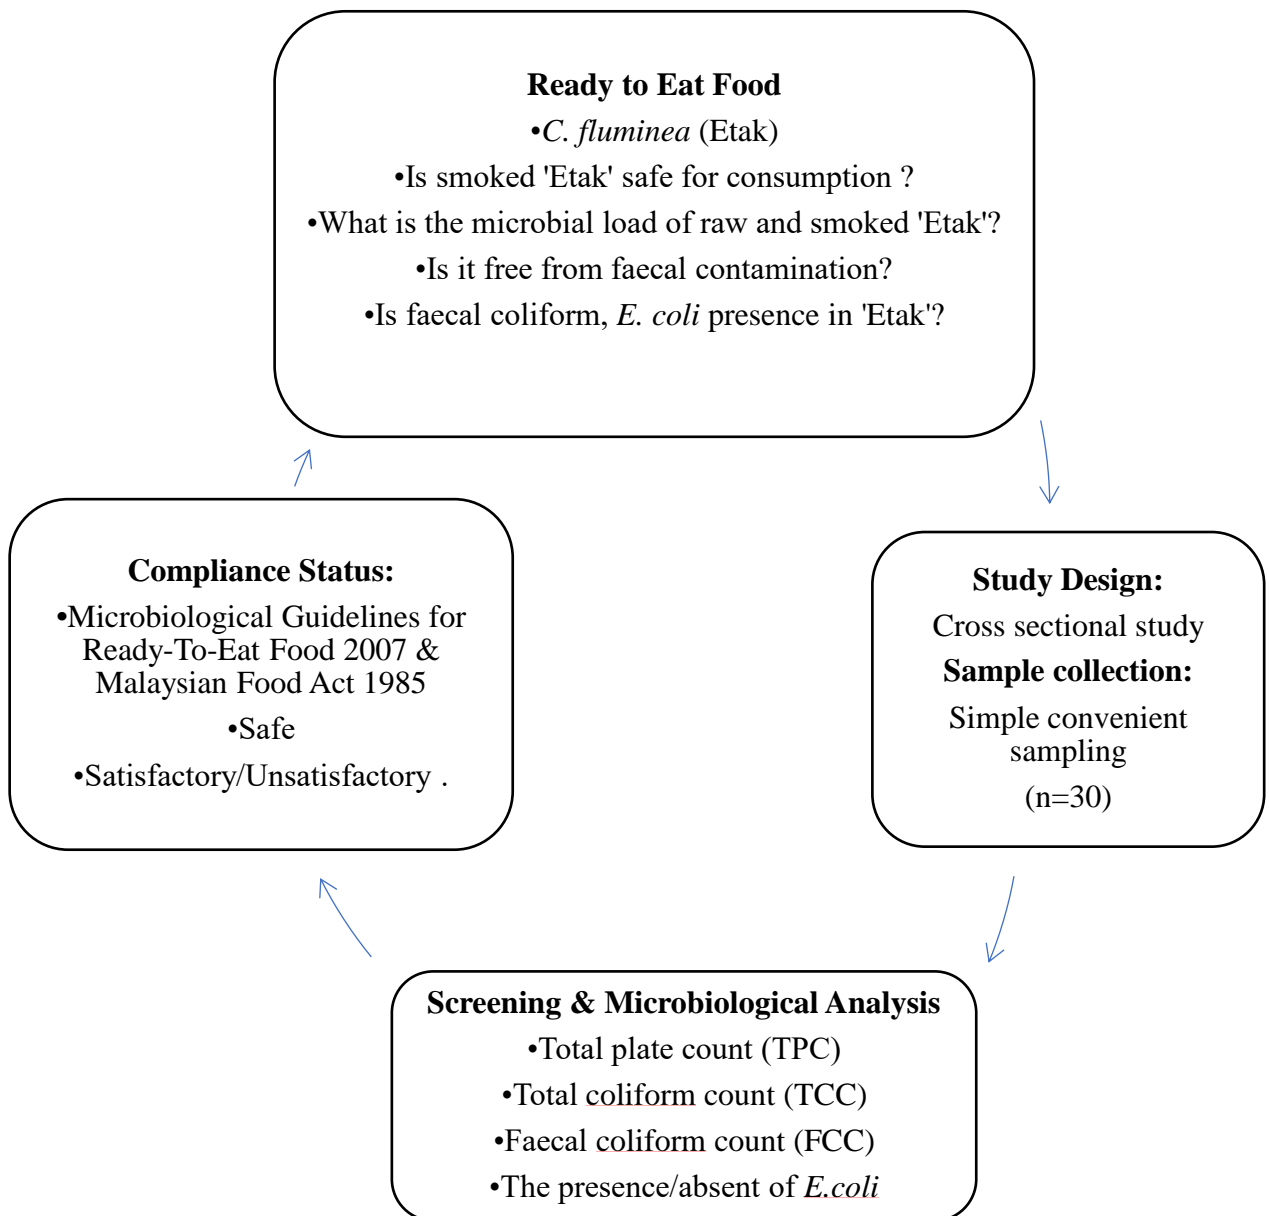 Ready to Eat Food
•C. fluminea (Etak)
•Is smoked 'Etak' safe for consumption ?
•What is the microbial load of raw and smoked 'Etak'?
•Is it free from faecal contamination?
•Is faecal coliform, E. coli presence in 'Etak'?
Study Design:
Cross sectional study
Sample collection:
Simple convenient
sampling
(n=30)
Screening & Microbiological Analysis
•Total plate count (TPC)
•Total coliform count (TCC)
•Faecal coliform count (FCC)
•The presence/absent of E.coli
Compliance Status:
•Microbiological Guidelines for
Ready-To-Eat Food 2007 &
Malaysian Food Act 1985
•Safe
•Satisfactory/Unsatisfactory .